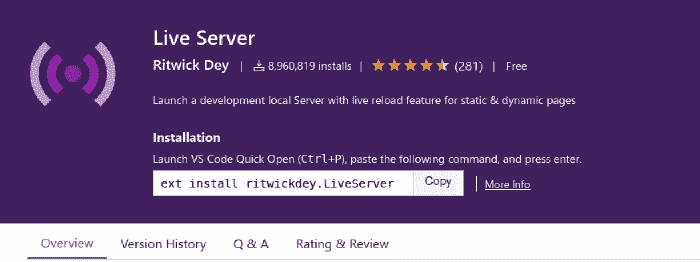 Live Server
Ritwick Dey | 8,960,819 installs | (281) | Free
Launch a development local Server with live reload feature for static & dynamic pages
Installation
Launch VS Code Quick Open (Ctrl+P), paste the following command, and press enter.
ext install ritwickdey.LiveServer Copy | More Info
Overview Version History Q & A Rating & Review